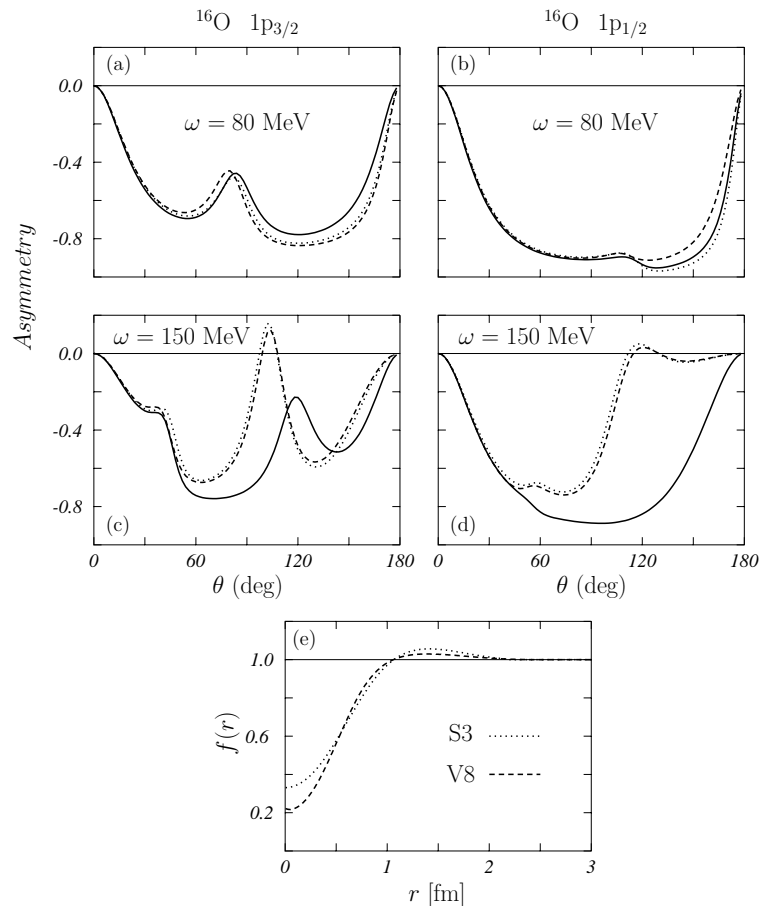 ¹⁶O 1p₃/₂
¹⁶O 1p₁/₂
(a)
(b)
0.0
-0.4
-0.8
ω = 80 MeV
ω = 80 MeV
Asymmetry
ω = 150 MeV
ω = 150 MeV
0.0
-0.4
-0.8
(c)
(d)
0 60 120 180
0 60 120 180
θ (deg)
θ (deg)
(e)
1.0
0.6
0.2
f(r)
S3
V8
0 1 2 3
r [fm]